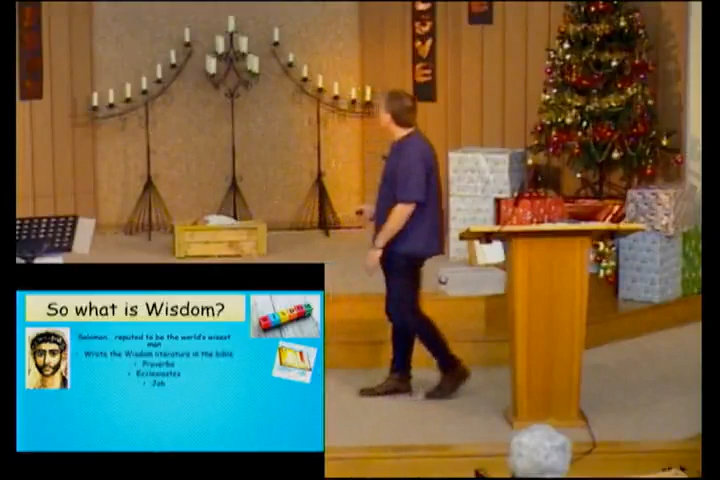 LOVE
So what is Wisdom?
Solomon...reputed to be the world's wisest
man
• Wrote the Wisdom literature in the bible
• Proverbs
• Ecclesiastes
• Job